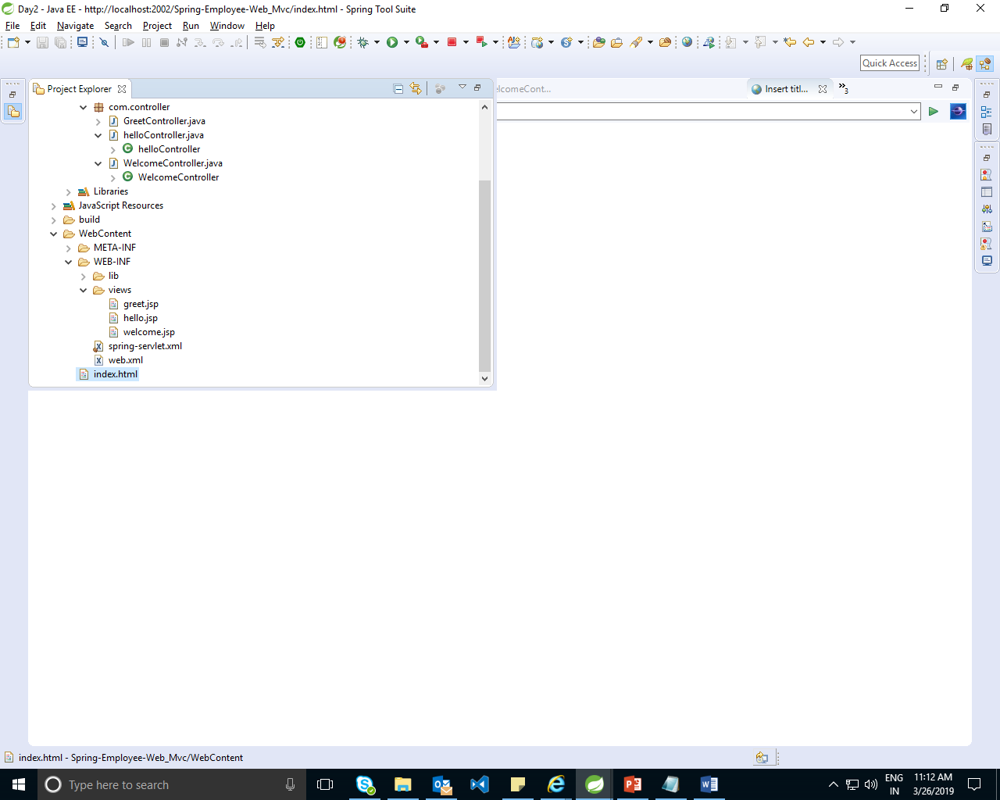 Day2 - Java EE - http://localhost:2002/Spring-Employee-Web_Mvc/index.html - Spring Tool Suite
File Edit Navigate Search Project Run Window Help
Quick Access
Project Explorer
elcomeCont...
Insert titl...
3
com.controller
GreetController.java
helloController.java
helloController
WelcomeController.java
WelcomeController
Libraries
JavaScript Resources
build
WebContent
META-INF
WEB-INF
lib
views
greet.jsp
hello.jsp
welcome.jsp
spring-servlet.xml
web.xml
index.html
index.html - Spring-Employee-Web_Mvc/WebContent
Type here to search
ENG
IN
11:12 AM
3/26/2019